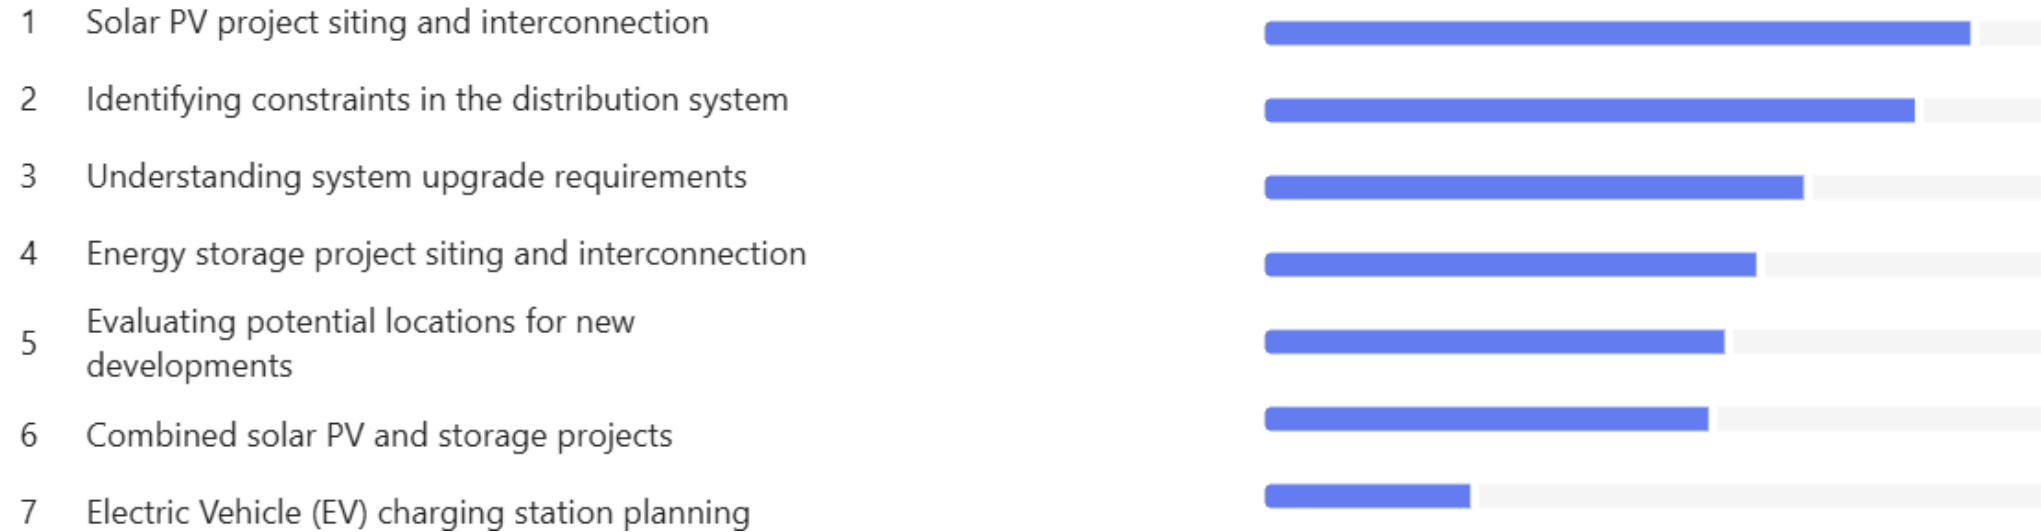 1 Solar PV project siting and interconnection
2 Identifying constraints in the distribution system
3 Understanding system upgrade requirements
4 Energy storage project siting and interconnection
5 Evaluating potential locations for new
developments
6 Combined solar PV and storage projects
7 Electric Vehicle (EV) charging station planning